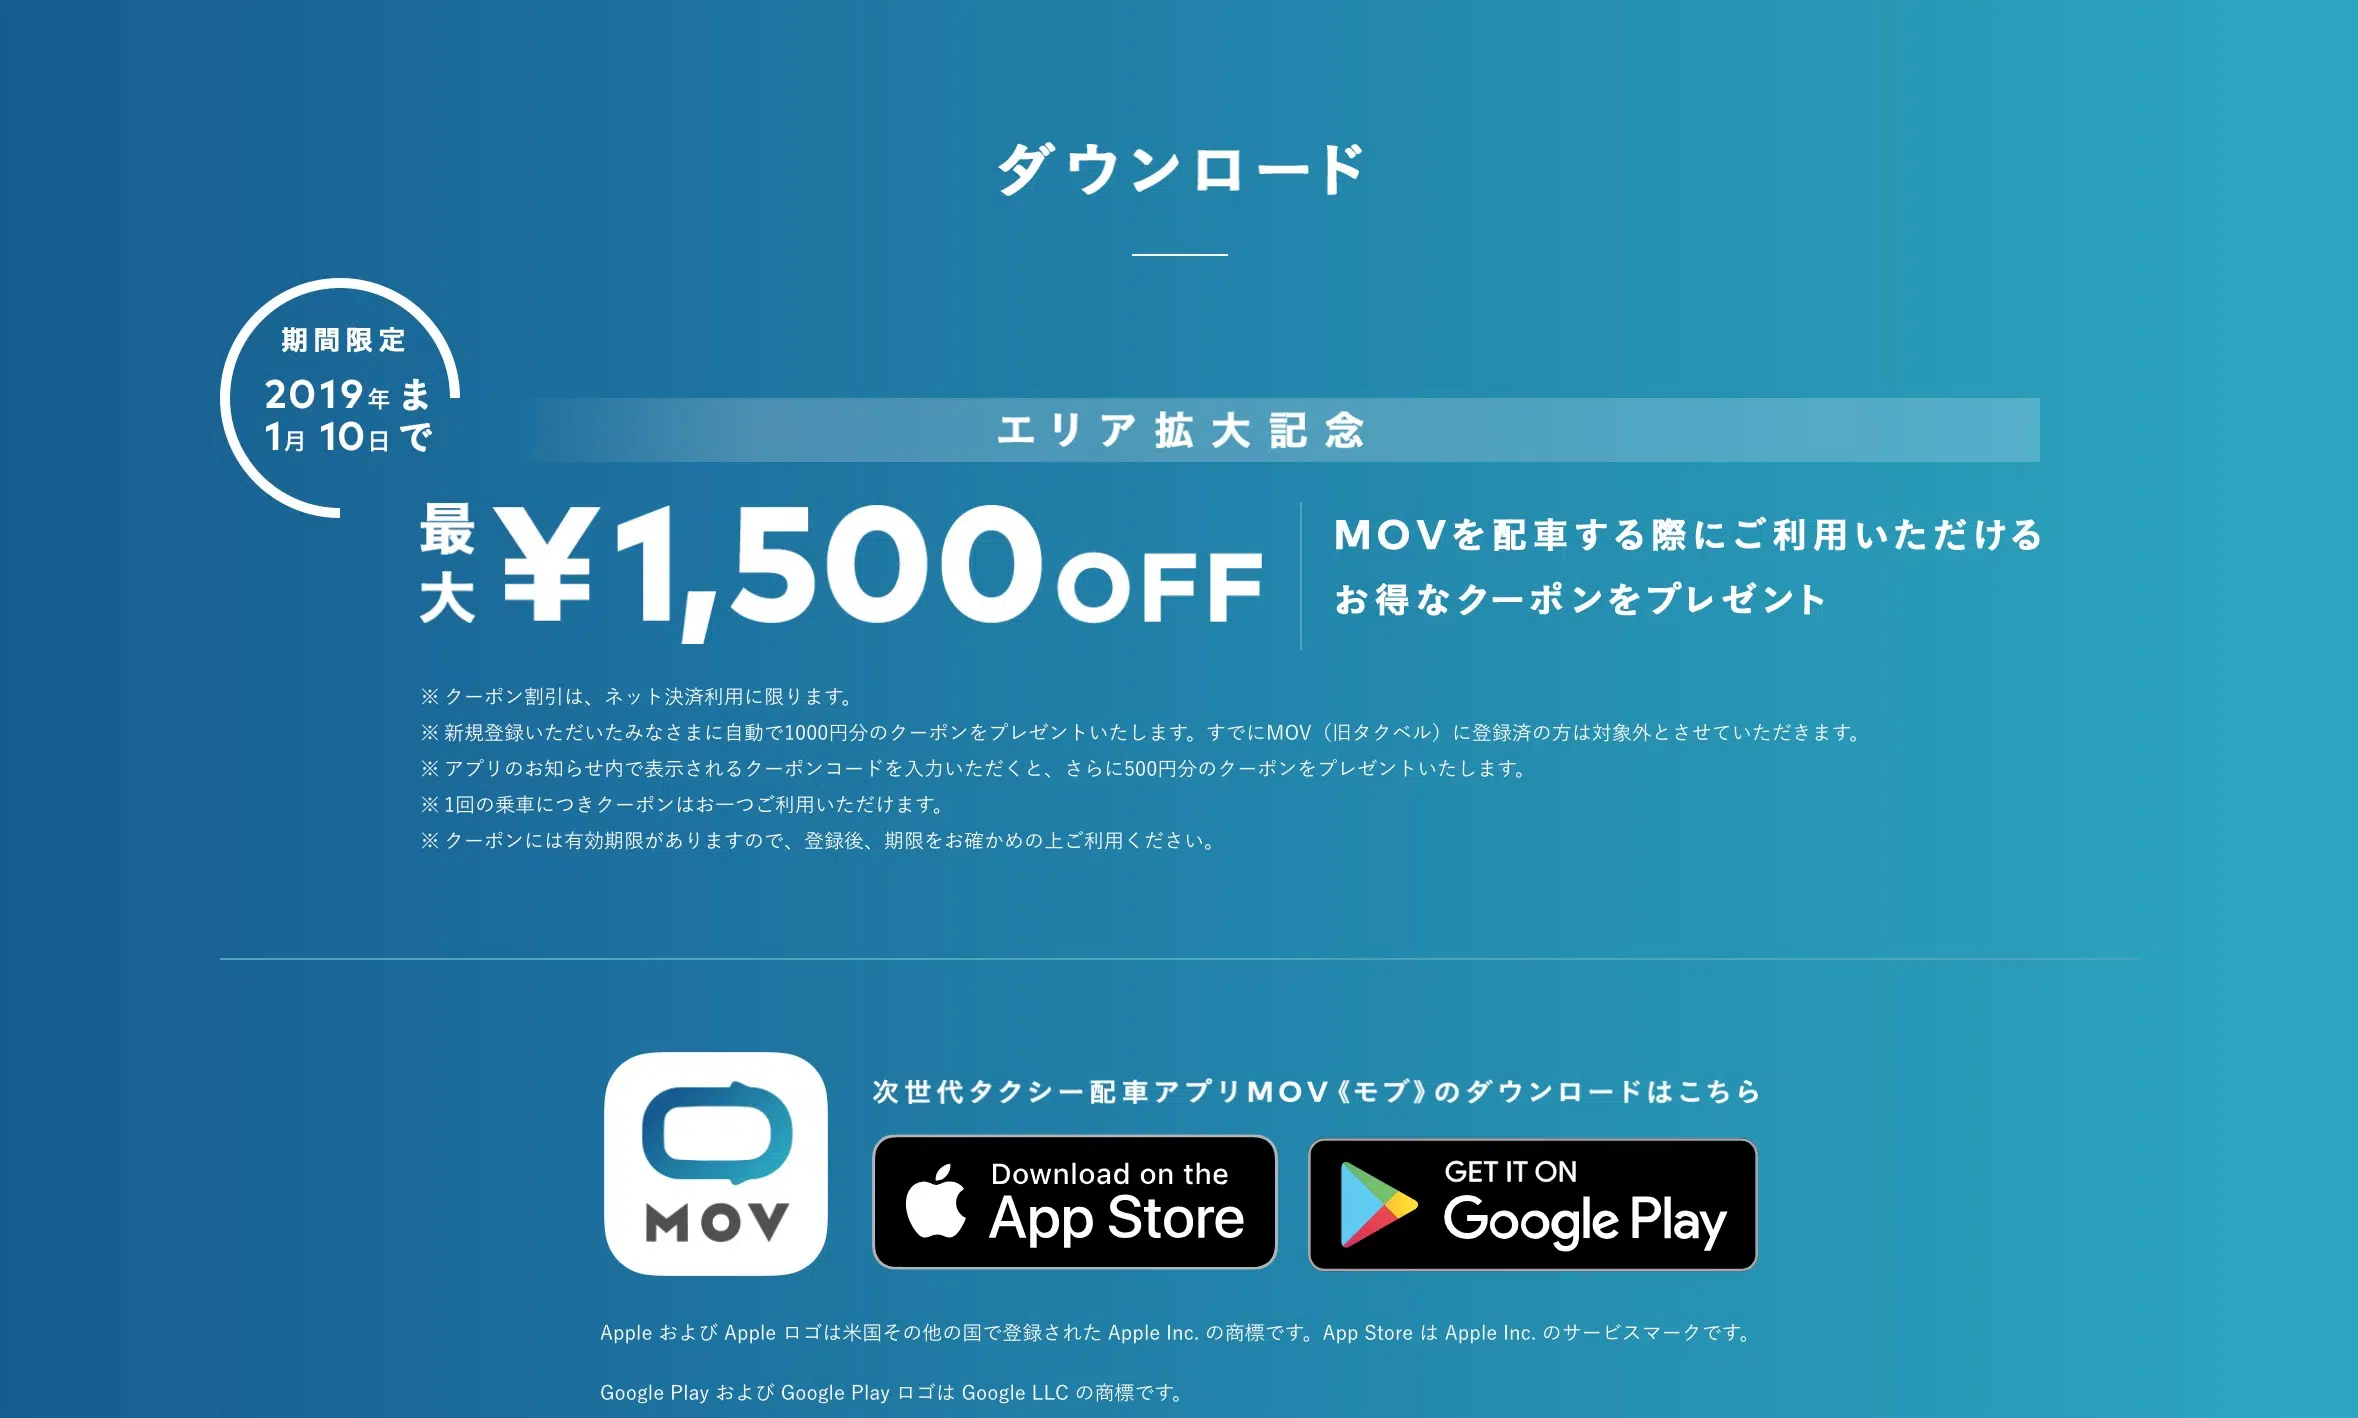 ダウンロード
期間限定
2019年まで
1月10日
エリア拡大記念
最大¥1,500OFF
MOVを配車する際にご利用いただける
お得なクーポンをプレゼント
※ クーポン割引は、ネット決済利用に限ります。
※ 新規登録いただいたみなさまに自動で1000円分のクーポンをプレゼントいたします。すでにMOV（旧タクベル）に登録済の方は対象外とさせていただきます。
※ アプリのお知らせ内で表示されるクーポンコードを入力いただくと、さらに500円分のクーポンをプレゼントいたします。
※ 1回の乗車につきクーポンはお一つご利用いただけます。
※ クーポンには有効期限がありますので、登録後、期限をお確かめの上ご利用ください。
次世代タクシー配車アプリMOV《モブ》のダウンロードはこちら
MOV
Download on the
App Store
GET IT ON
Google Play
Apple および Apple ロゴは米国その他の国で登録された Apple Inc. の商標です。App Store は Apple Inc. のサービスマークです。
Google Play および Google Play ロゴは Google LLC の商標です。